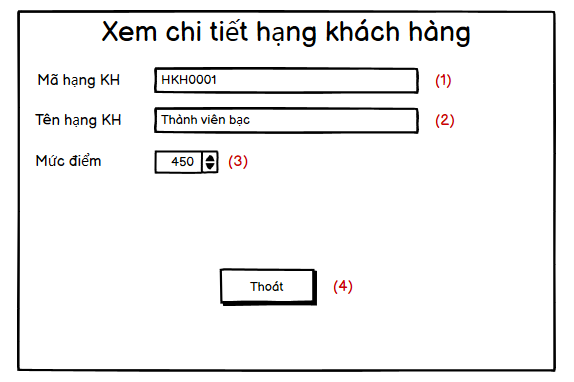 Xem chi tiết hạng khách hàng
Mã hạng KH HKH0001 (1)
Tên hạng KH Thành viên bạc (2)
Mức điểm 450 (3)
Thoát (4)